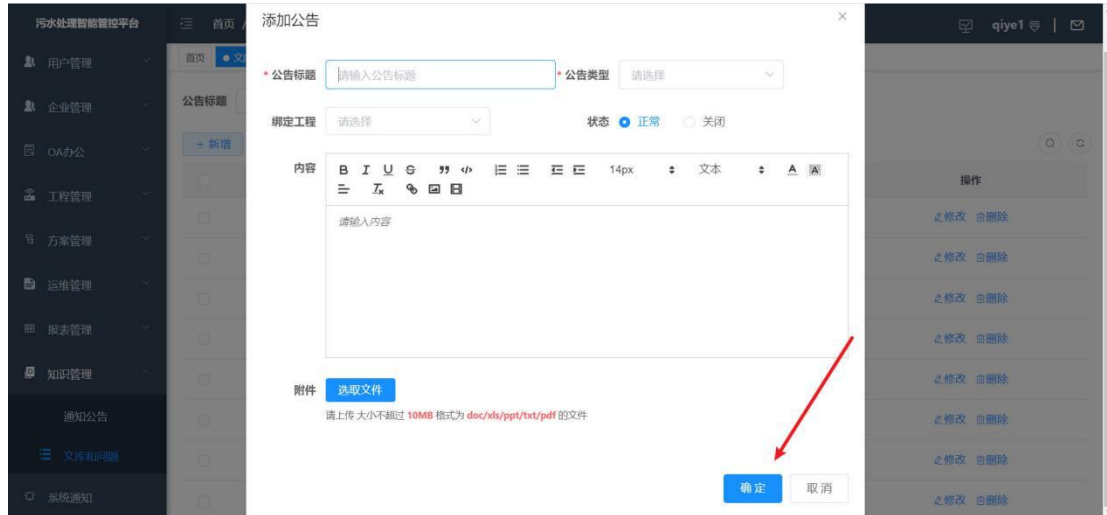 污水处理智能管控平台
首页 /
qiye1
添加公告
用户管理
首页
文
* 公告标题 请输入公告标题 * 公告类型 请选择
企业管理
公告标题
绑定工程 请选择 状态 正常 关闭
OA办公
+ 新增
内容 B I U S 14px 文本 A A
工程管理
操作
请输入内容
修改 删除
方案管理
修改 删除
运维管理
修改 删除
报表管理
修改 删除
知识管理
修改 删除
附件 选取文件
请上传 大小不超过 10MB 格式为 doc/xls/ppt/txt/pdf 的文件
通知公告
修改 删除
文库和问题
修改 删除
确 定 取 消
系统通知
修改 删除